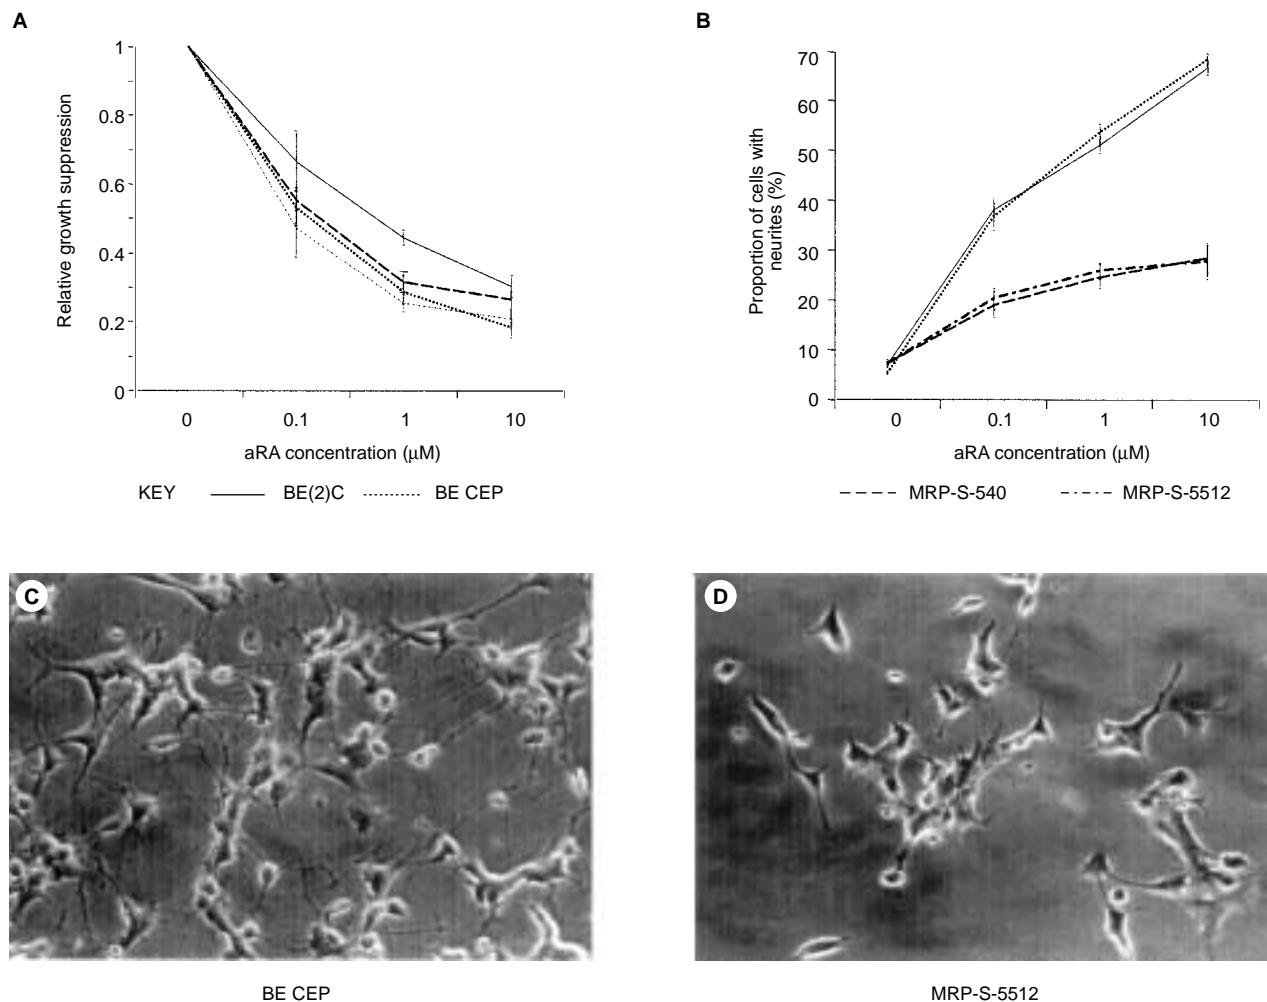 A
Relative growth suppression
1
0.8
0.6
0.4
0.2
0
0 0.1 1 10
aRA concentration (μM)
B
Proportion of cells with
neurites (%)
70
60
50
40
30
20
10
0
0 0.1 1 10
aRA concentration (μM)
KEY BE(2)C BE CEP MRP-S-540 MRP-S-5512
C
BE CEP
D
MRP-S-5512